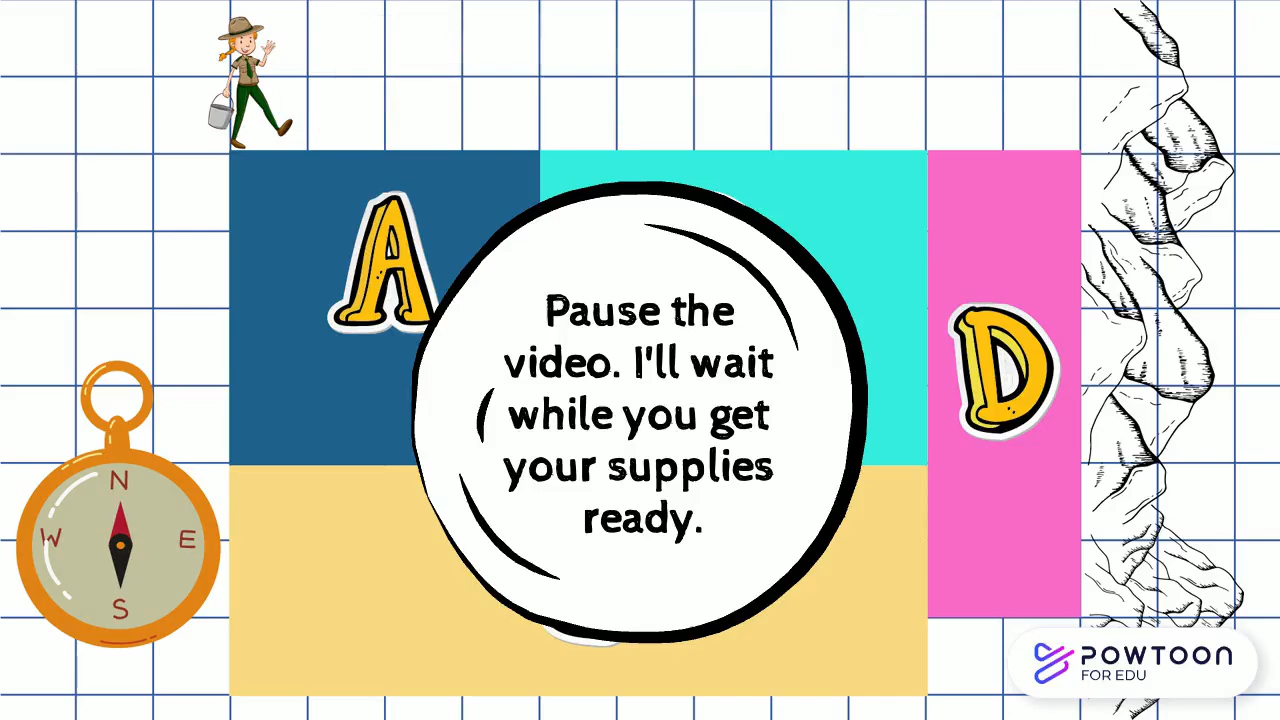 A
D
Pause the
video. I'll wait
while you get
your supplies
ready.
N
W E
S
POWTOON
FOR EDU